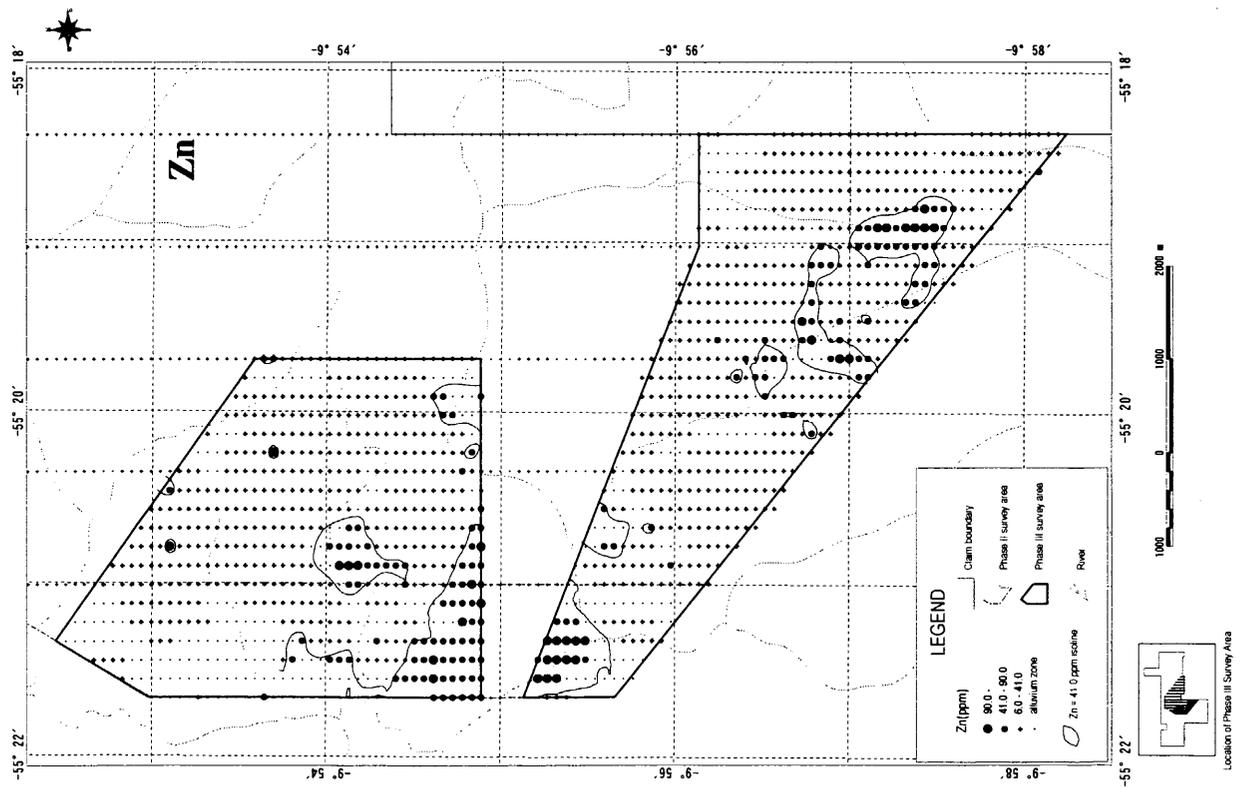 Zn
-9° 54′
-9° 56′
-9° 58′
-55° 18′
-55° 18′
-55° 20′
-55° 20′
-55° 22′
-55° 22′
-9° 54′
-9° 56′
-9° 58′
LEGEND
Zn(ppm)
90.0 -
41.0 - 90.0
6.0 - 41.0
alluvium zone
Zn = 41.0 ppm isoline
Claim boundary
Phase II survey area
Phase III survey area
River
1000 0 1000 2000 m
Location of Phase III Survey Area